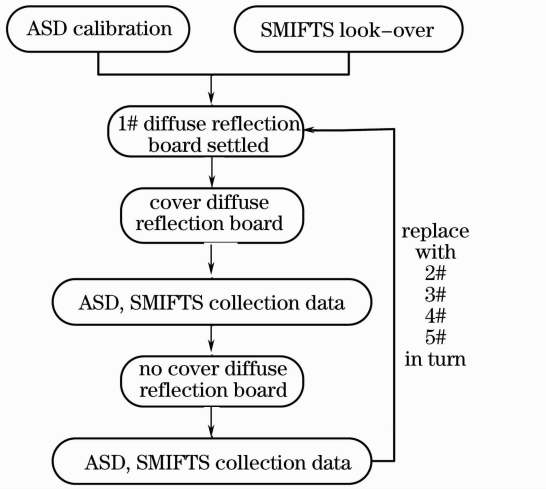 ASD calibration
SMIFTS look-over
1# diffuse reflection
board settled
cover diffuse
reflection board
ASD, SMIFTS collection data
no cover diffuse
reflection board
ASD, SMIFTS collection data
replace
with
2#
3#
4#
5#
in turn